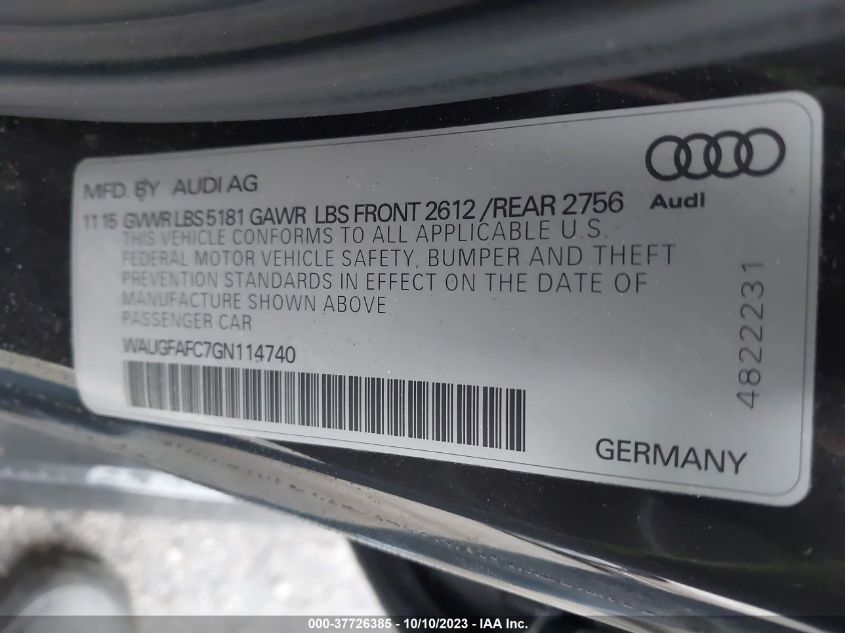 MFD. BY AUDI AG
11 15 GVWR LBS 5181 GAWR LBS FRONT 2612 /REAR 2756
Audi
THIS VEHICLE CONFORMS TO ALL APPLICABLE U.S.
FEDERAL MOTOR VEHICLE SAFETY, BUMPER AND THEFT
PREVENTION STANDARDS IN EFFECT ON THE DATE OF
MANUFACTURE SHOWN ABOVE
PASSENGER CAR
WAUGFAFC7GN114740
4822231
GERMANY
000-37726385 - 10/10/2023 - IAA Inc.